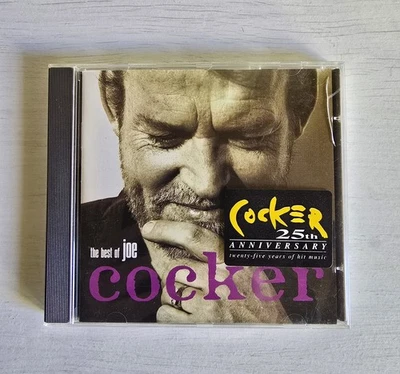 COCKER
25th
ANNIVERSARY
twenty-five years of hit music
the best of joe
cocker